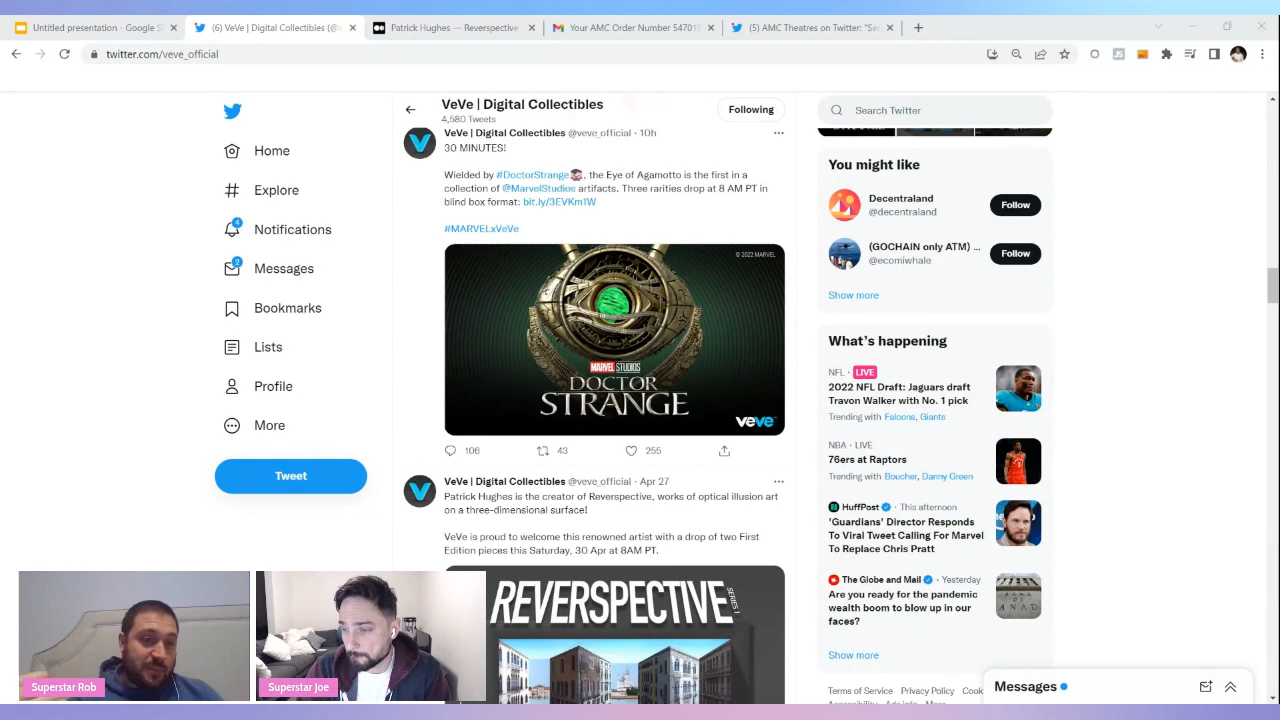 Untitled presentation - Google S
(6) VeVe | Digital Collectibles (@v
Patrick Hughes — Reverspective
Your AMC Order Number 547019
(5) AMC Theatres on Twitter: "See
twitter.com/veve_official
VeVe | Digital Collectibles
4,580 Tweets
Following
Search Twitter
Home
Explore
4
Notifications
2
Messages
Bookmarks
Lists
Profile
More
Tweet
VeVe | Digital Collectibles @veve_official · 10h
30 MINUTES!
Wielded by #DoctorStrange, the Eye of Agamotto is the first in a
collection of @MarvelStudios artifacts. Three rarities drop at 8 AM PT in
blind box format: bit.ly/3EVKm1W
#MARVELxVeVe
© 2022 MARVEL
MARVEL STUDIOS
DOCTOR
STRANGE
veve
106
43
255
VeVe | Digital Collectibles @veve_official · Apr 27
Patrick Hughes is the creator of Reverspective, works of optical illusion art
on a three-dimensional surface!
VeVe is proud to welcome this renowned artist with a drop of two First
Edition pieces this Saturday, 30 Apr at 8AM PT.
REVERSPECTIVE
SERIES 1
You might like
Decentraland
@decentraland
Follow
(GOCHAIN only ATM) ...
@ecomiwhale
Follow
Show more
What's happening
NFL · LIVE
2022 NFL Draft: Jaguars draft
Travon Walker with No. 1 pick
Trending with Falcons, Giants
NBA · LIVE
76ers at Raptors
Trending with Boucher, Danny Green
HuffPost · This afternoon
'Guardians' Director Responds
To Viral Tweet Calling For Marvel
To Replace Chris Pratt
The Globe and Mail · Yesterday
Are you ready for the pandemic
wealth boom to blow up in our
faces?
Show more
Terms of Service Privacy Policy Cook
Messages
Superstar Rob
Superstar Joe